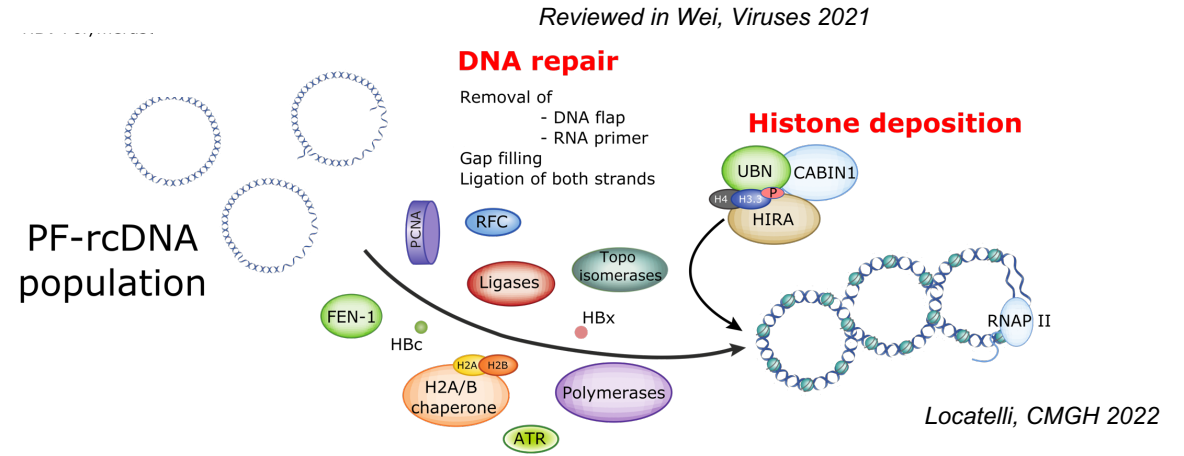 Reviewed in Wei, Viruses 2021
DNA repair
Removal of
- DNA flap
- RNA primer
Gap filling
Ligation of both strands
Histone deposition
UBN
CABIN1
H4
H3.3
P
HIRA
PF-rcDNA
population
PCNA
RFC
Topo
isomerases
Ligases
FEN-1
HBc
HBx
H2A
H2B
H2A/B
chaperone
Polymerases
ATR
RNAP II
Locatelli, CMGH 2022